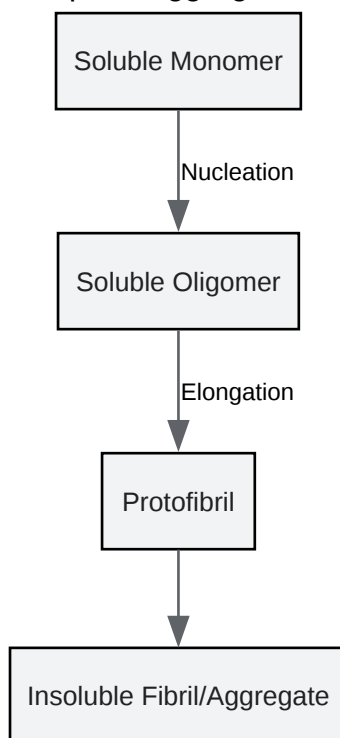 Soluble Monomer
Nucleation
Soluble Oligomer
Elongation
Protofibril
Insoluble Fibril/Aggregate